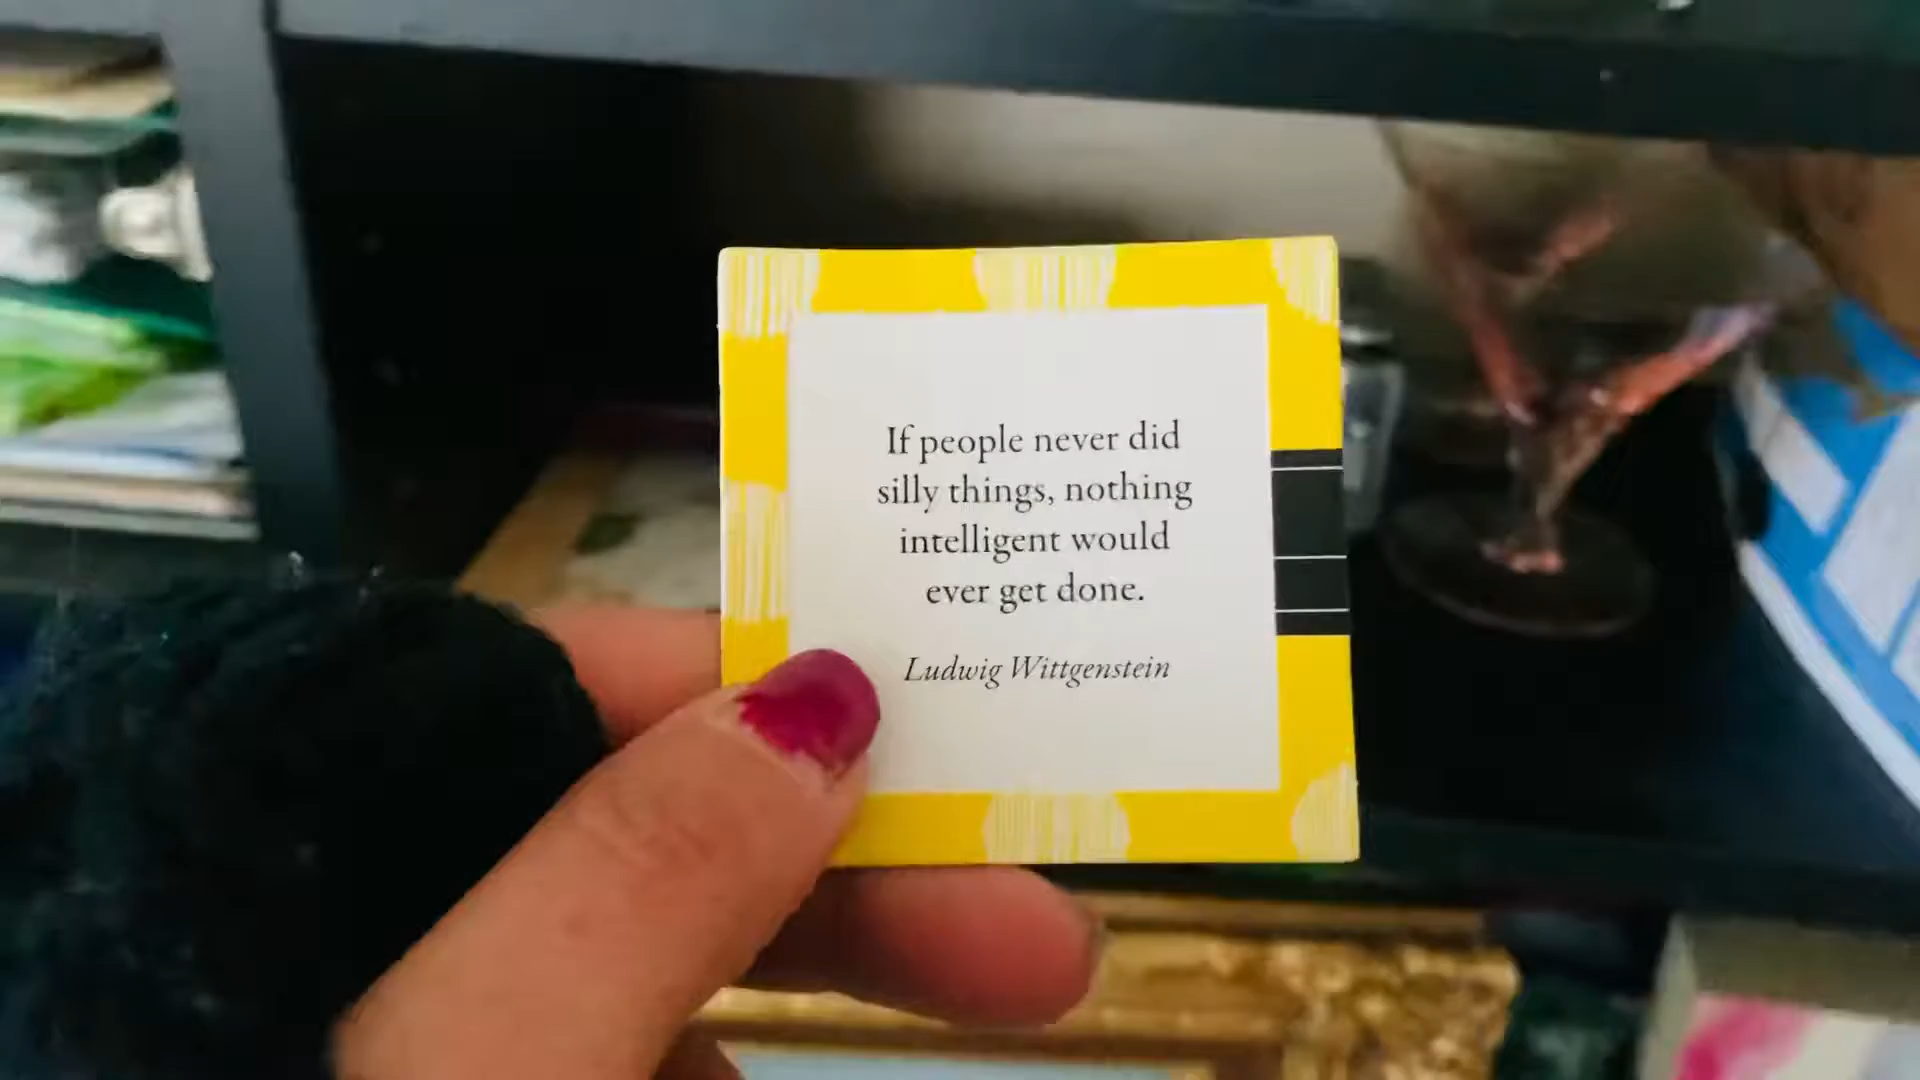 If people never did
silly things, nothing
intelligent would
ever get done.
Ludwig Wittgenstein